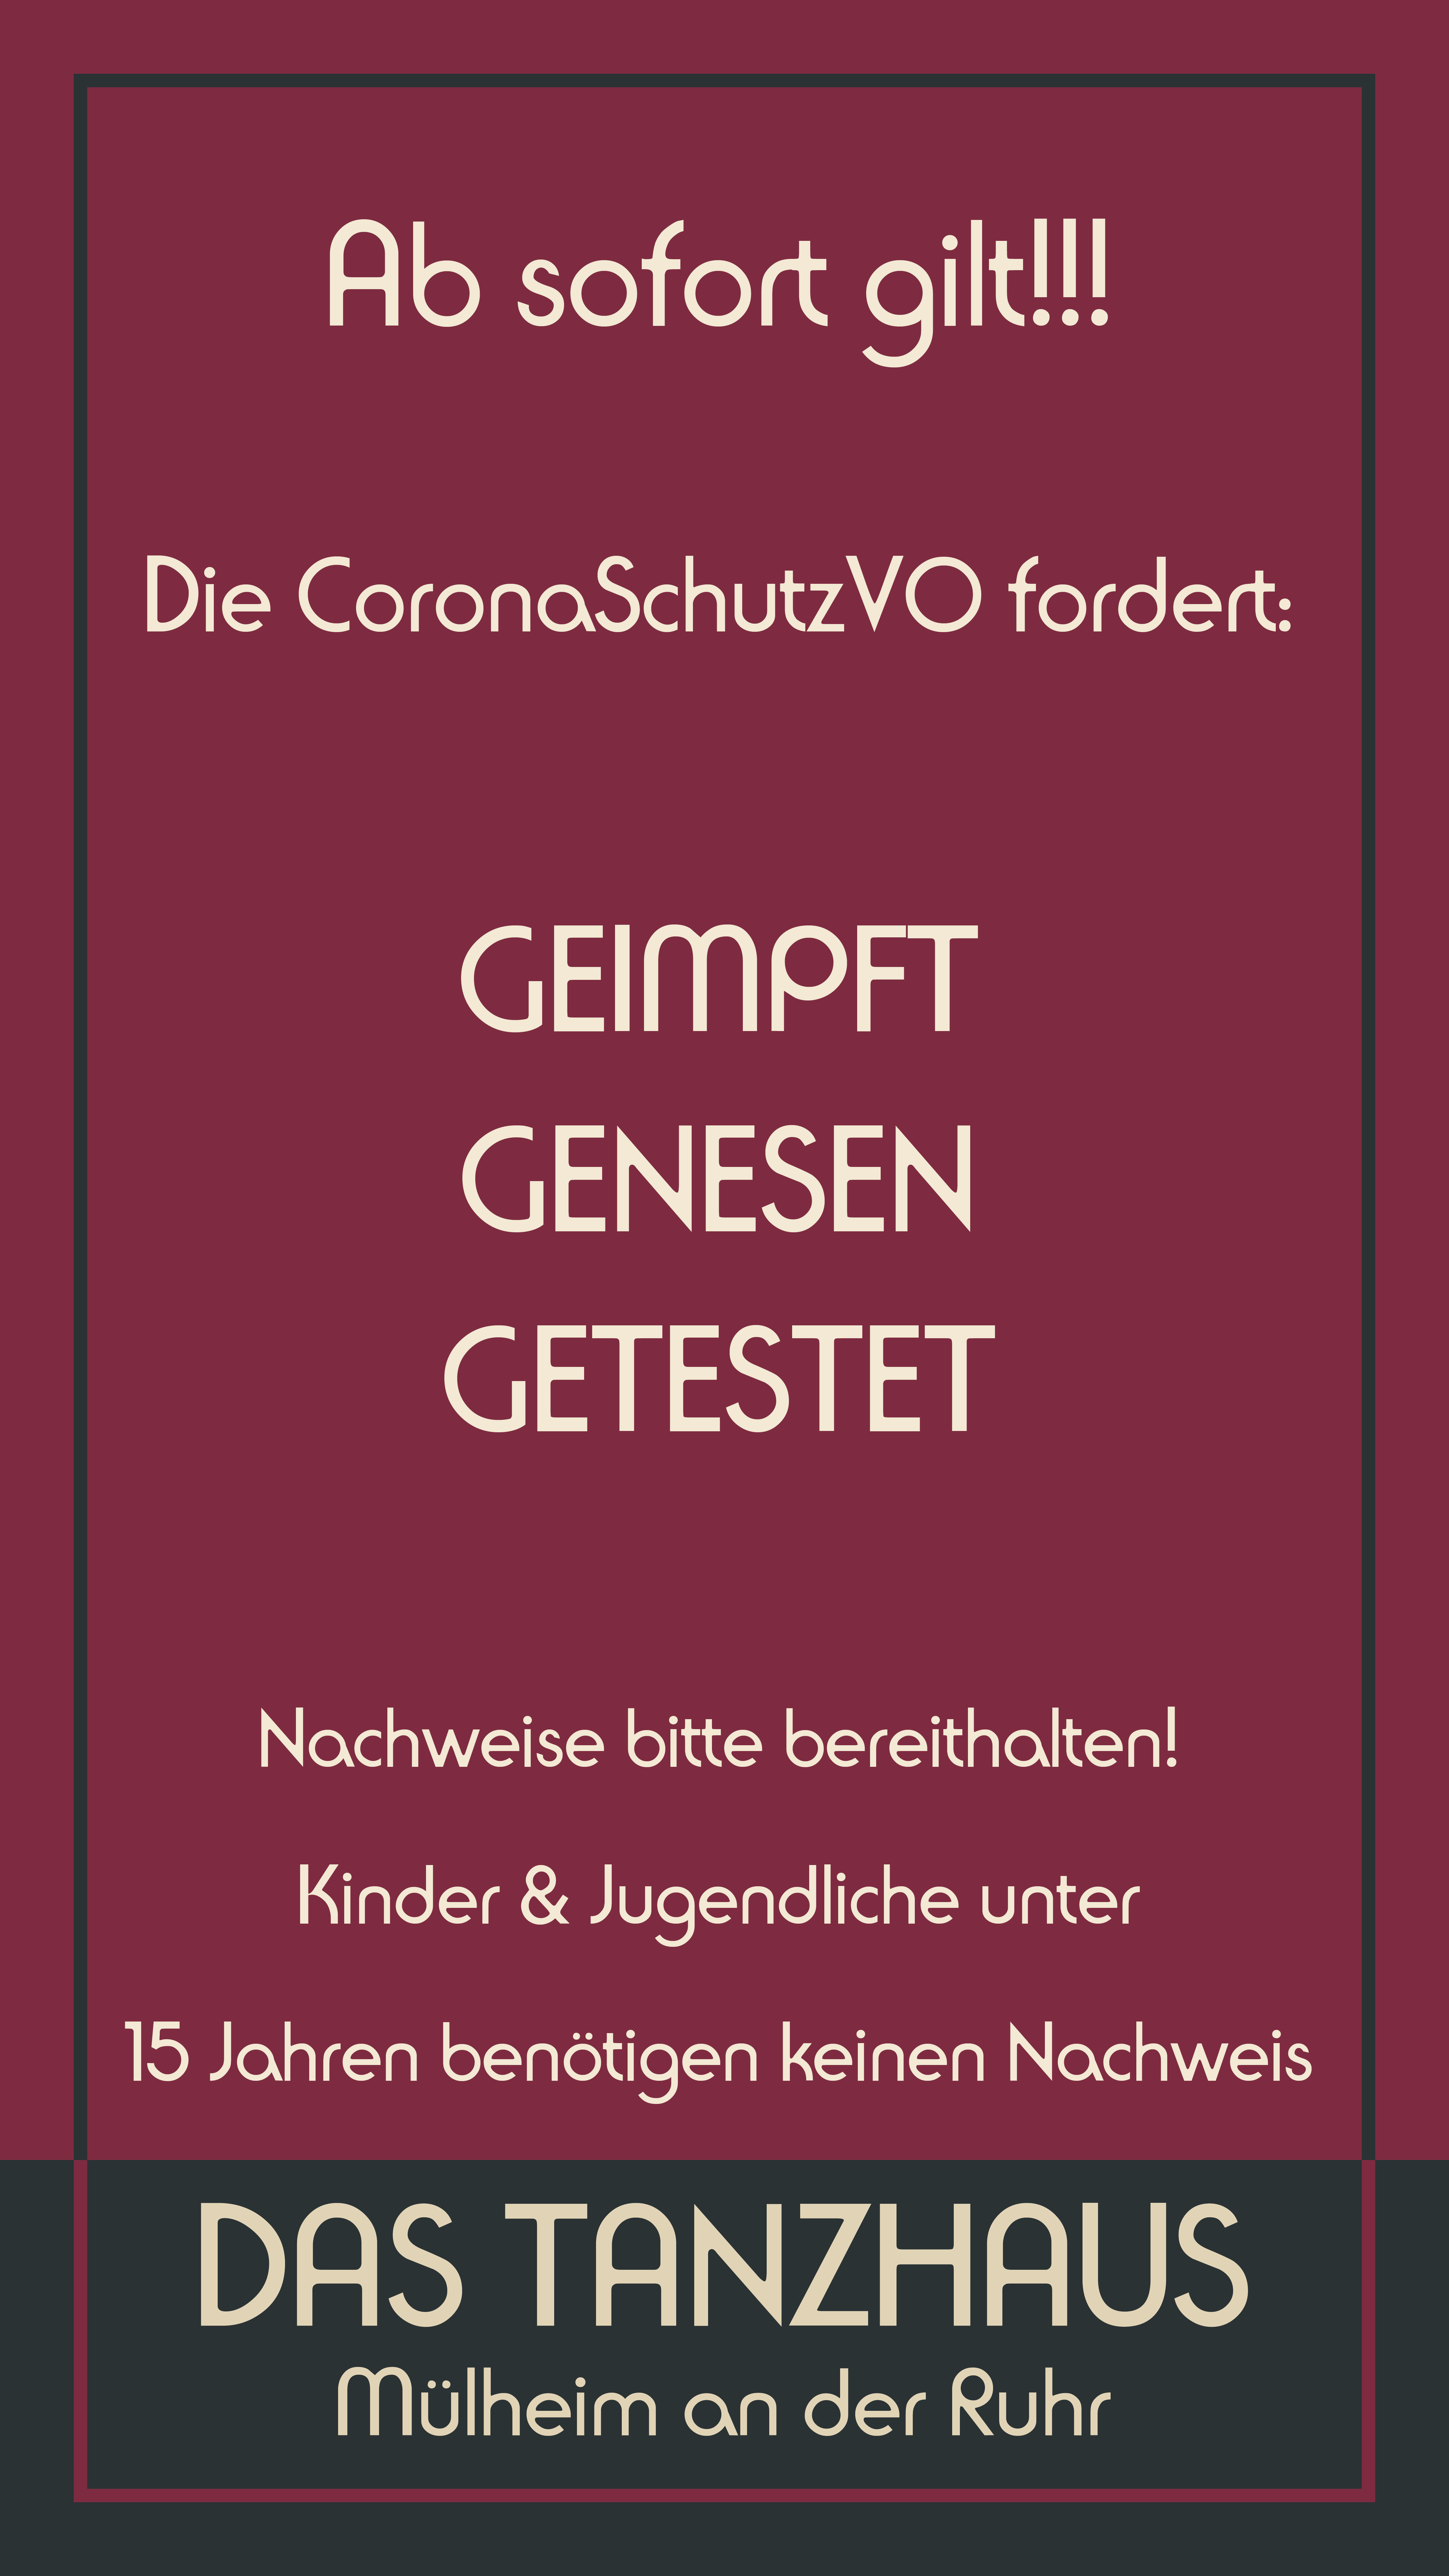 Ab sofort gilt!!!
Die CoronaSchutzVO fordert:
GEIMPFT
GENESEN
GETESTET
Nachweise bitte bereithalten!
Kinder & Jugendliche unter
15 Jahren benötigen keinen Nachweis
DAS TANZHAUS
Mülheim an der Ruhr